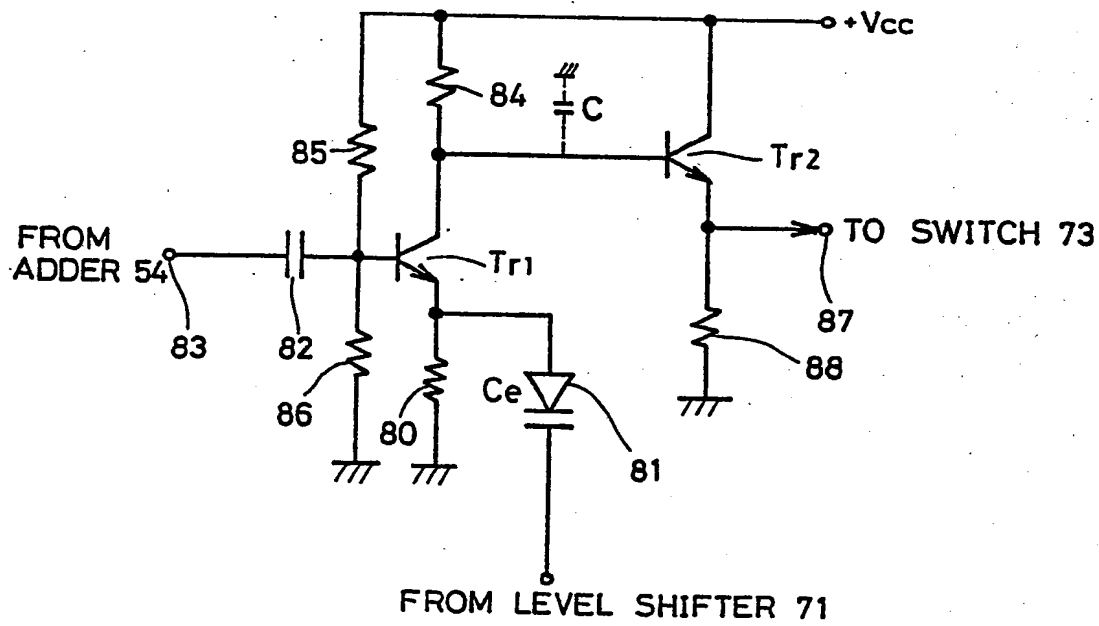 +Vcc
84
C
85
Tr2
FROM
ADDER 54
Tr1
TO SWITCH 73
83
82
87
86
80
Ce
88
81
FROM LEVEL SHIFTER 71